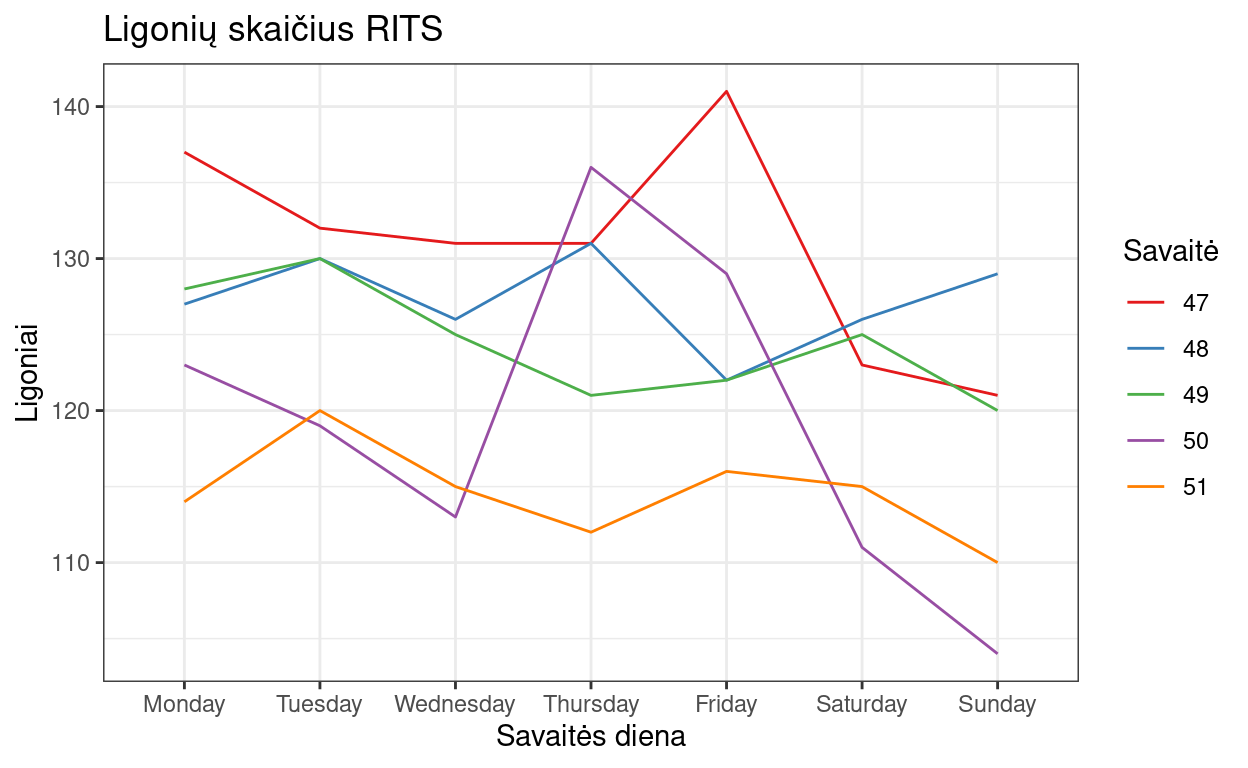 Ligonių skaičius RITS
140
130
120
110
Ligoniai
Monday Tuesday Wednesday Thursday Friday Saturday Sunday
Savaitės diena
Savaitė
47
48
49
50
51